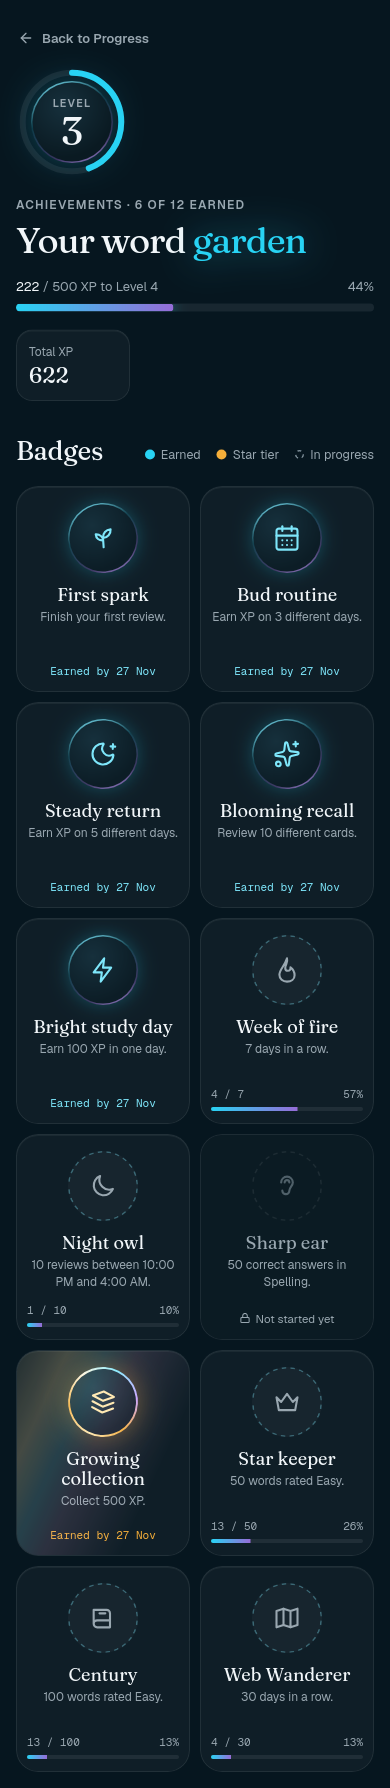 Back to Progress
LEVEL
3
ACHIEVEMENTS · 6 OF 12 EARNED
Your word garden
222 / 500 XP to Level 4 44%
Total XP
622
Badges
Earned Star tier In progress
First spark
Finish your first review.
Earned by 27 Nov
Bud routine
Earn XP on 3 different days.
Earned by 27 Nov
Steady return
Earn XP on 5 different days.
Earned by 27 Nov
Blooming recall
Review 10 different cards.
Earned by 27 Nov
Bright study day
Earn 100 XP in one day.
Earned by 27 Nov
Week of fire
7 days in a row.
4 / 7 57%
Night owl
10 reviews between 10:00
PM and 4:00 AM.
1 / 10 10%
Sharp ear
50 correct answers in
Spelling.
Not started yet
Growing
collection
Collect 500 XP.
Earned by 27 Nov
Star keeper
50 words rated Easy.
13 / 50 26%
Century
100 words rated Easy.
13 / 100 13%
Web Wanderer
30 days in a row.
4 / 30 13%